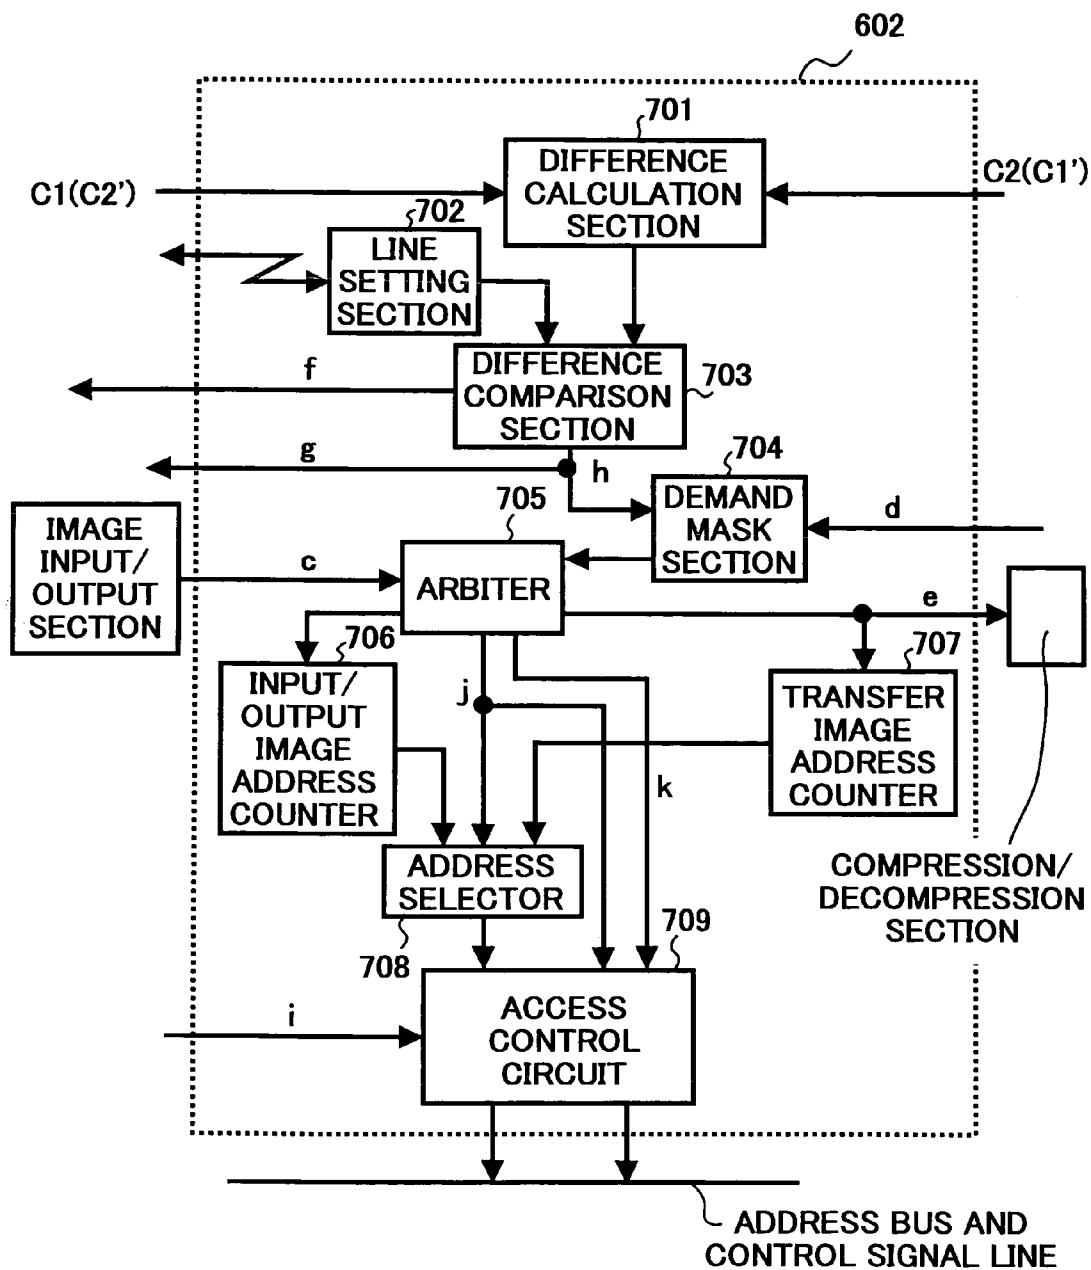 602
701
DIFFERENCE
CALCULATION
SECTION
C1(C2')
C2(C1')
702
LINE
SETTING
SECTION
DIFFERENCE
COMPARISON
SECTION
703
f
g
h
704
DEMAND
MASK
SECTION
d
IMAGE
INPUT/
OUTPUT
SECTION
c
705
ARBITER
e
706
INPUT/
OUTPUT
IMAGE
ADDRESS
COUNTER
j
k
707
TRANSFER
IMAGE
ADDRESS
COUNTER
COMPRESSION/
DECOMPRESSION
SECTION
ADDRESS
SELECTOR
708
709
ACCESS
CONTROL
CIRCUIT
i
ADDRESS BUS AND
CONTROL SIGNAL LINE